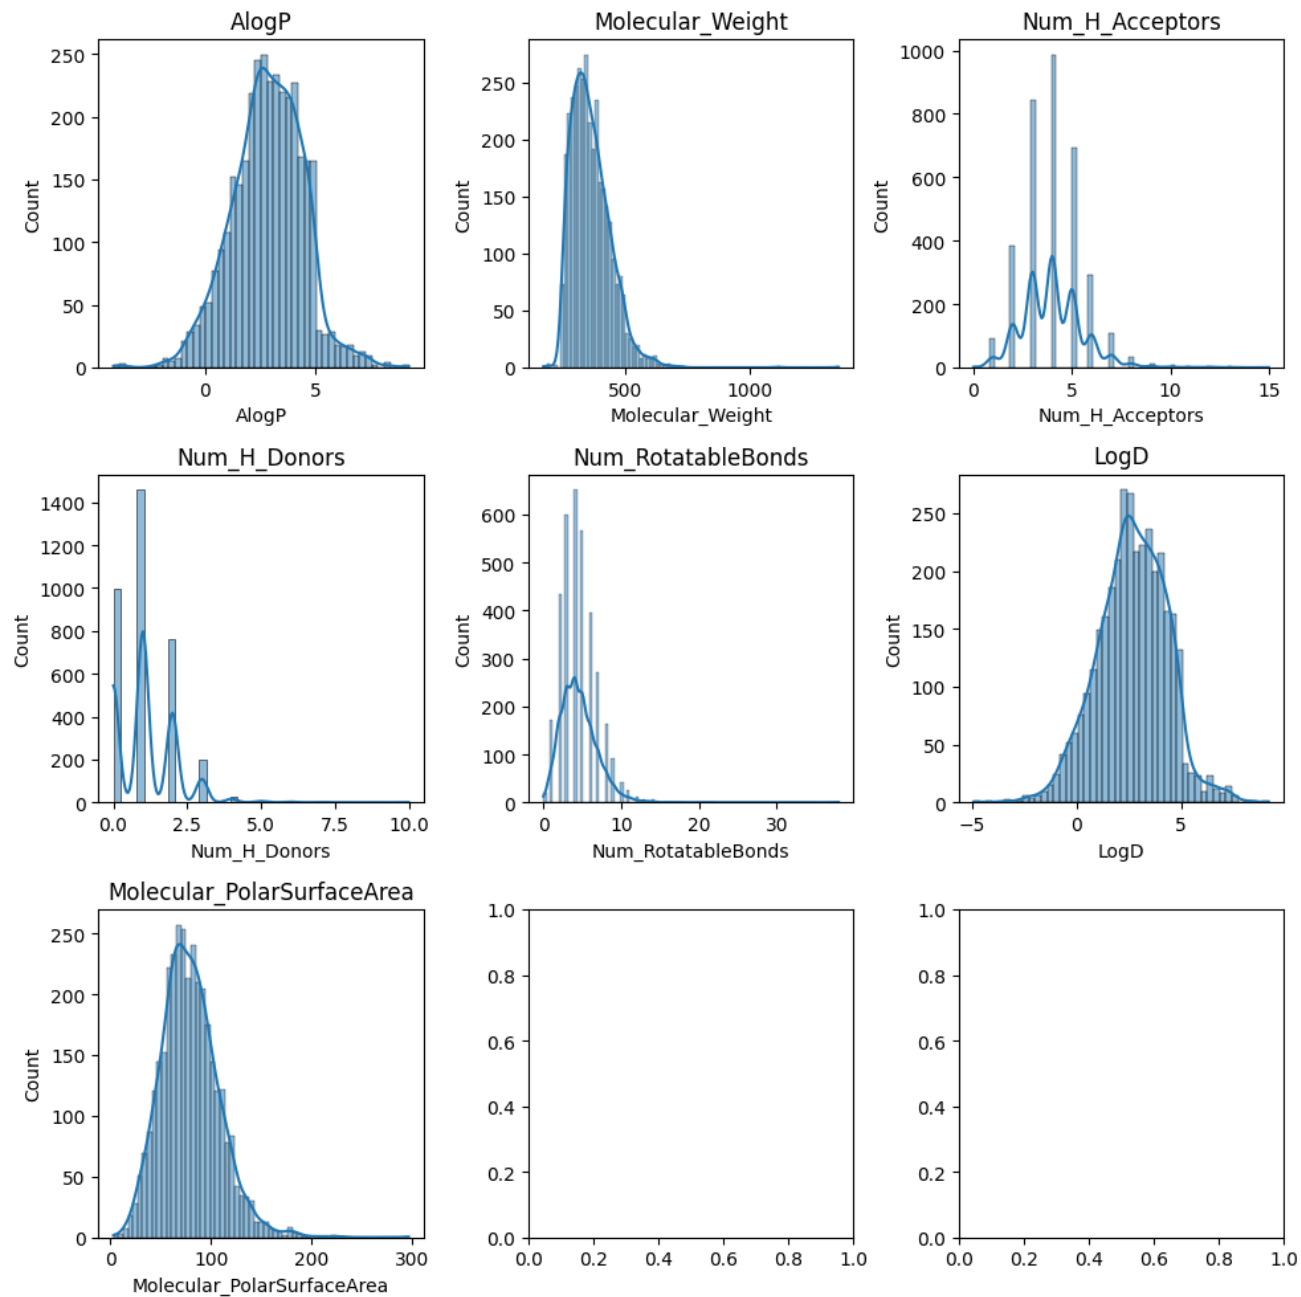 AlogP
250
200
150
100
50
0
Count
0 5
AlogP
Molecular_Weight
250
200
150
100
50
0
Count
500 1000
Molecular_Weight
Num_H_Acceptors
1000
800
600
400
200
0
Count
0 5 10 15
Num_H_Acceptors
Num_H_Donors
1400
1200
1000
800
600
400
200
0
Count
0.0 2.5 5.0 7.5 10.0
Num_H_Donors
Num_RotatableBonds
600
500
400
300
200
100
0
Count
0 10 20 30
Num_RotatableBonds
LogD
250
200
150
100
50
0
Count
−5 0 5
LogD
Molecular_PolarSurfaceArea
250
200
150
100
50
0
Count
0 100 200 300
Molecular_PolarSurfaceArea
1.0
0.8
0.6
0.4
0.2
0.0
0.0 0.2 0.4 0.6 0.8 1.0
1.0
0.8
0.6
0.4
0.2
0.0
0.0 0.2 0.4 0.6 0.8 1.0